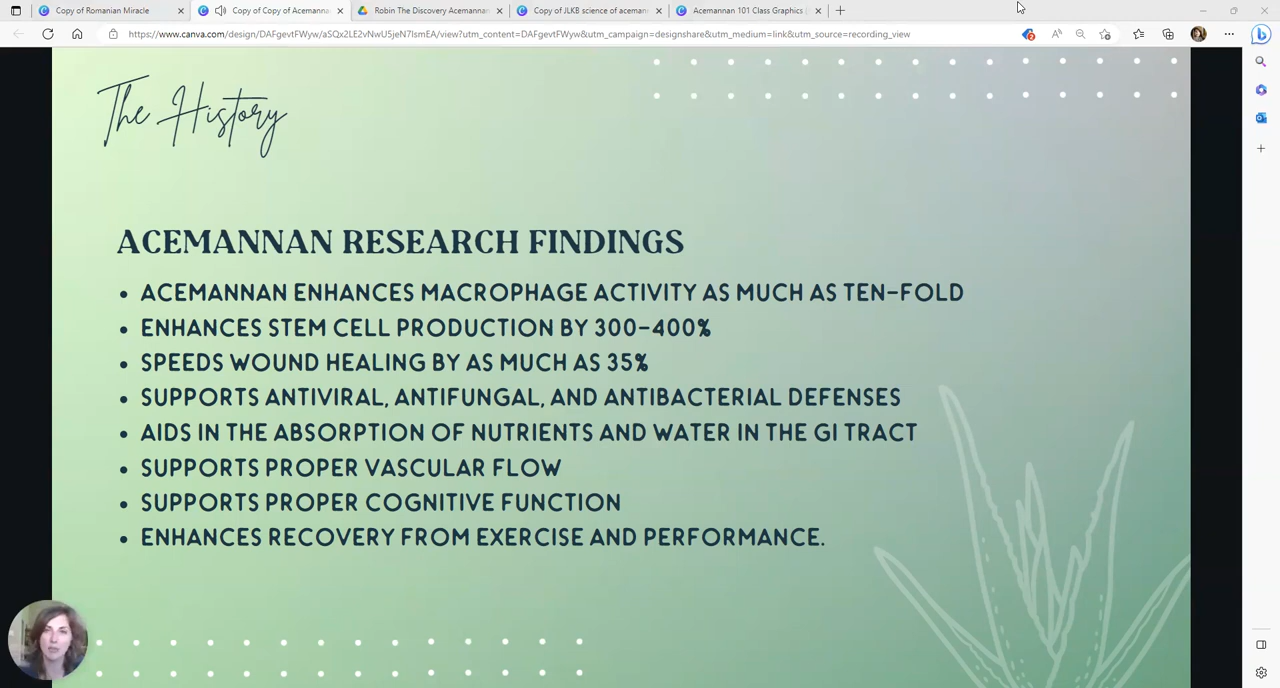 Copy of Romanian Miracle
Copy of Copy of Acemanna
Robin The Discovery Acemannan
Copy of JLKB science of aceman
Acemannan 101 Class Graphics
https://www.canva.com/design/DAFgevtFWyw/aSQx2LE2vNwU5jeN7lsmEA/view?utm_content=DAFgevtFWyw&utm_campaign=designshare&utm_medium=link&utm_source=recording_view
The History
ACEMANNAN RESEARCH FINDINGS
• ACEMANNAN ENHANCES MACROPHAGE ACTIVITY AS MUCH AS TEN-FOLD
• ENHANCES STEM CELL PRODUCTION BY 300-400%
• SPEEDS WOUND HEALING BY AS MUCH AS 35%
• SUPPORTS ANTIVIRAL, ANTIFUNGAL, AND ANTIBACTERIAL DEFENSES
• AIDS IN THE ABSORPTION OF NUTRIENTS AND WATER IN THE GI TRACT
• SUPPORTS PROPER VASCULAR FLOW
• SUPPORTS PROPER COGNITIVE FUNCTION
• ENHANCES RECOVERY FROM EXERCISE AND PERFORMANCE.